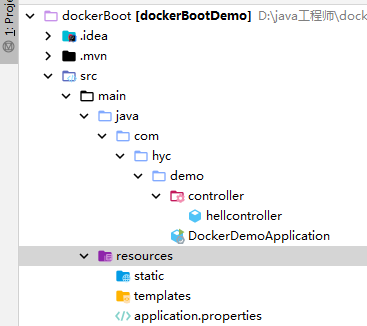 dockerBoot [dockerBootDemo] D:\java工程师\dock
.idea
.mvn
src
main
java
com
hyc
demo
controller
hellcontroller
DockerDemoApplication
resources
static
templates
application.properties
1: Proje